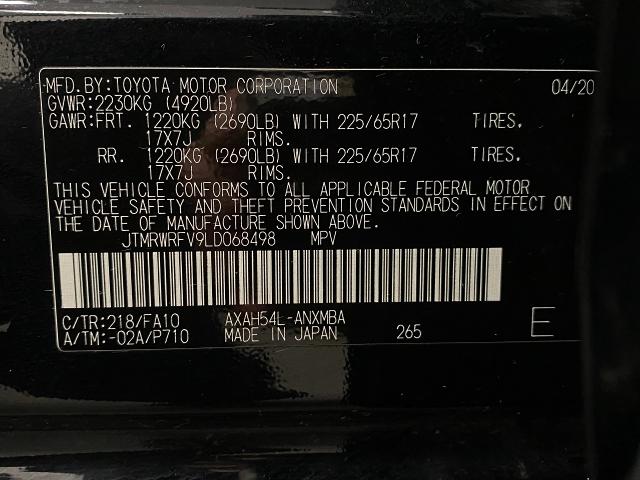 MFD.BY:TOYOTA MOTOR CORPORATION 04/20
GVWR:2230KG (4920LB)
GAWR:FRT. 1220KG (2690LB) WITH 225/65R17 TIRES.
17X7J RIMS.
RR. 1220KG (2690LB) WITH 225/65R17 TIRES.
17X7J RIMS.
THIS VEHICLE CONFORMS TO ALL APPLICABLE FEDERAL MOTOR
VEHICLE SAFETY AND THEFT PREVENTION STANDARDS IN EFFECT ON
THE DATE OF MANUFACTURE SHOWN ABOVE.
JTMRWRFV9LD068498 MPV
C/TR:218/FA10 AXAH54L-ANXMBA
A/TM:-02A/P710 MADE IN JAPAN 265 E